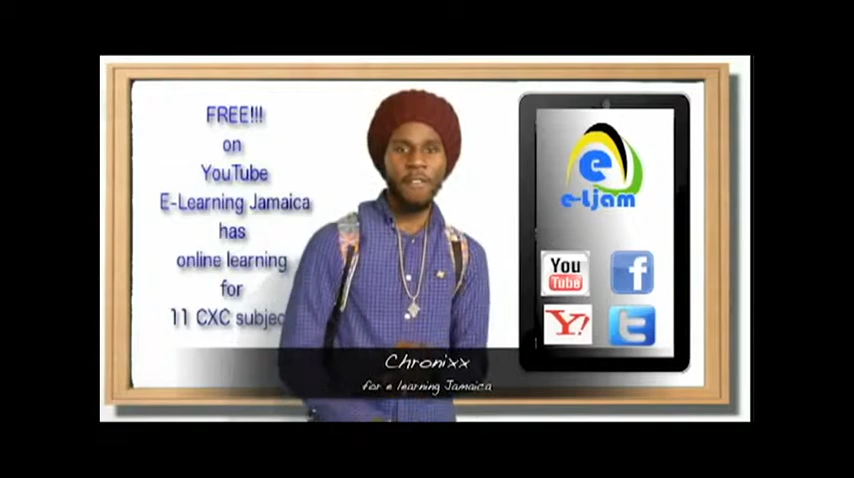 FREE!!!
on
YouTube
E-Learning Jamaica
has
online learning
for
11 CXC subjec
e
e-Ljam
You
Tube
f
Y!
t
Chronixx
for e learning Jamaica